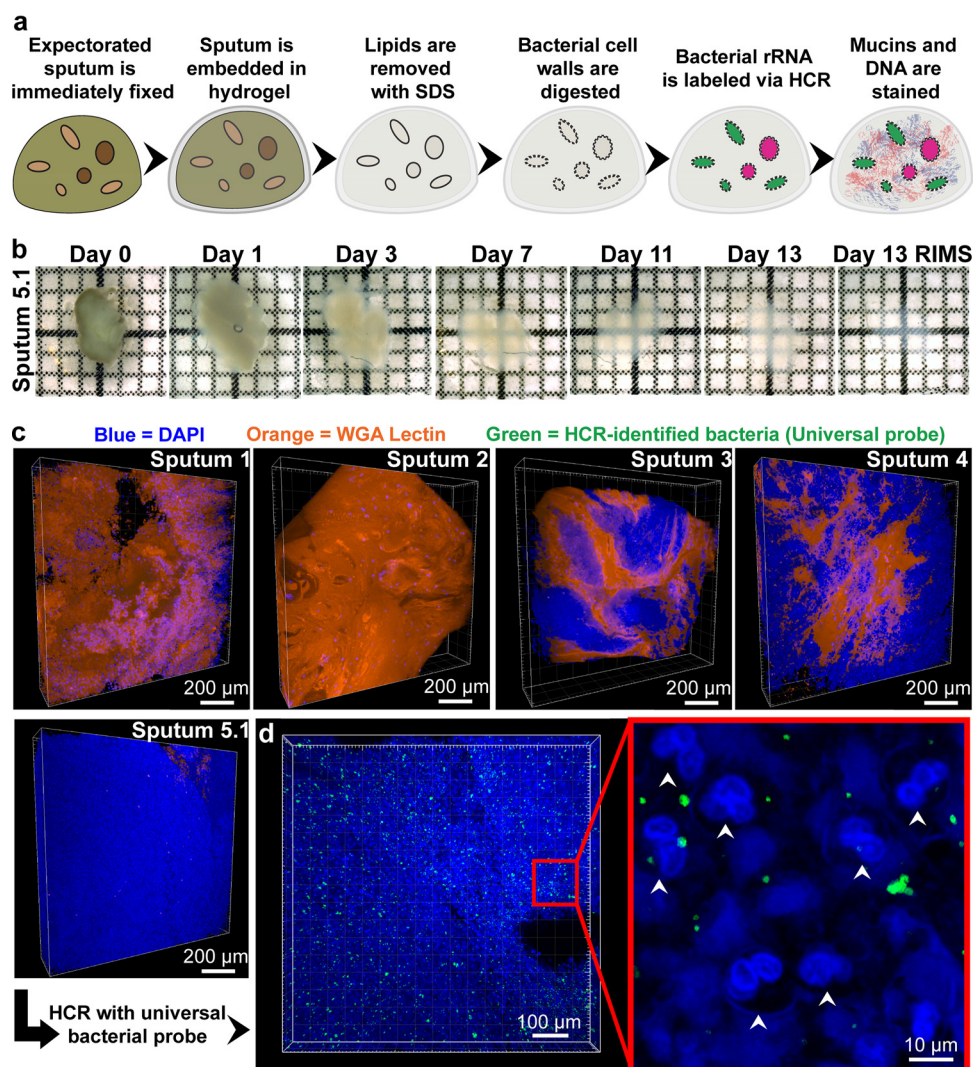 a
Expectorated
sputum is
immediately fixed
Sputum is
embedded in
hydrogel
Lipids are
removed
with SDS
Bacterial cell
walls are
digested
Bacterial rRNA
is labeled via HCR
Mucins and
DNA are
stained
b
Sputum 5.1
Day 0
Day 1
Day 3
Day 7
Day 11
Day 13
Day 13 RIMS
c
Blue = DAPI
Orange = WGA Lectin
Green = HCR-identified bacteria (Universal probe)
Sputum 1
200 µm
Sputum 2
200 µm
Sputum 3
200 µm
Sputum 4
200 µm
Sputum 5.1
200 µm
HCR with universal
bacterial probe
d
100 µm
10 µm